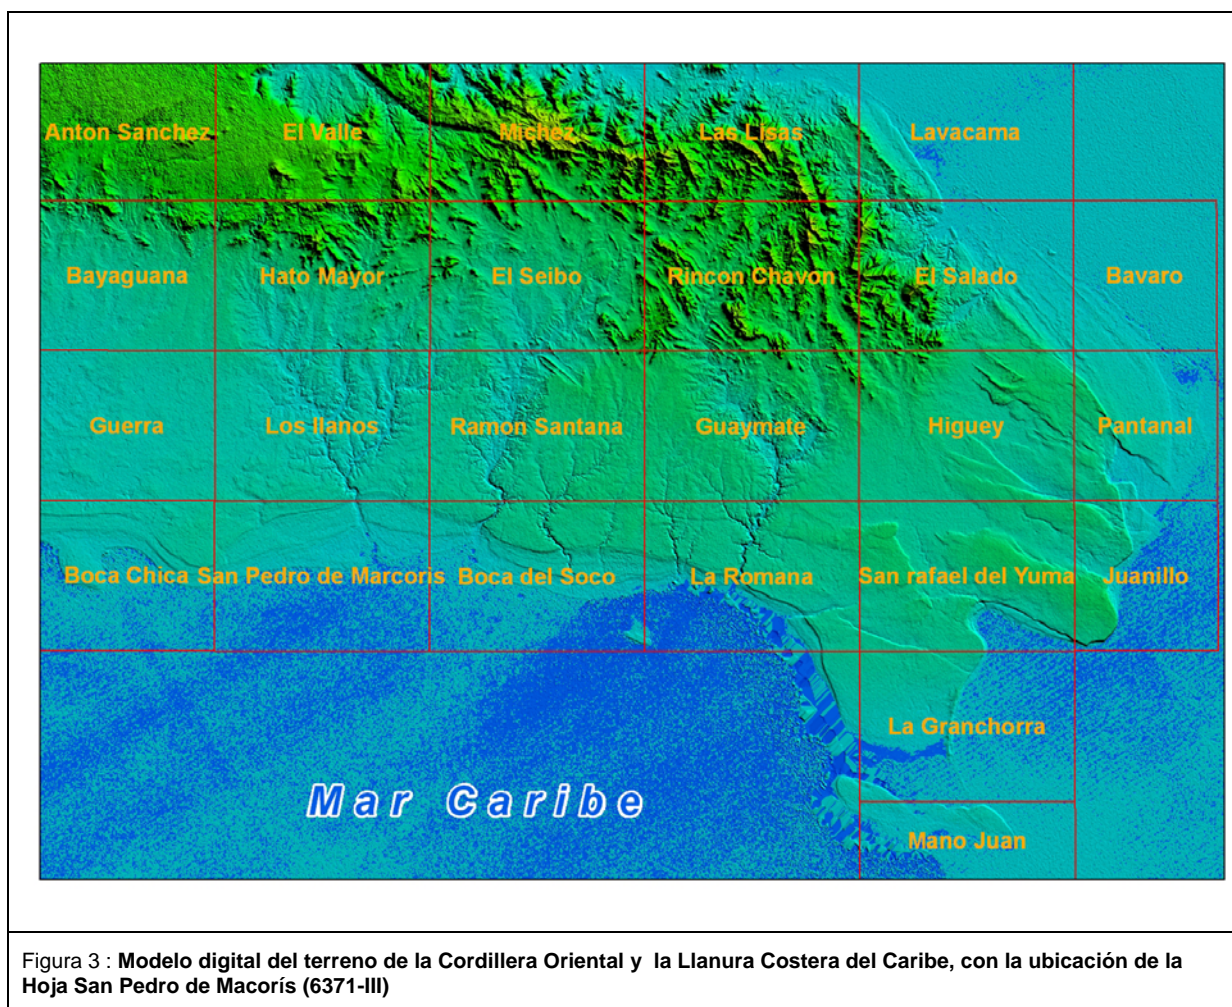 Anton Sanchez El Valle Michez Las Lisas Lavacama
Bayaguana Hato Mayor El Seibo Rincon Chavon El Salado Bavaro
Guerra Los llanos Ramon Santana Guaymate Higuey Pantanal
Boca Chica San Pedro de Marcoris Boca del Soco La Romana San rafael del Yuma Juanillo
La Granchorra
Mar Caribe
Mano Juan
Figura 3 : Modelo digital del terreno de la Cordillera Oriental y la Llanura Costera del Caribe, con la ubicación de la
Hoja San Pedro de Macorís (6371-III)